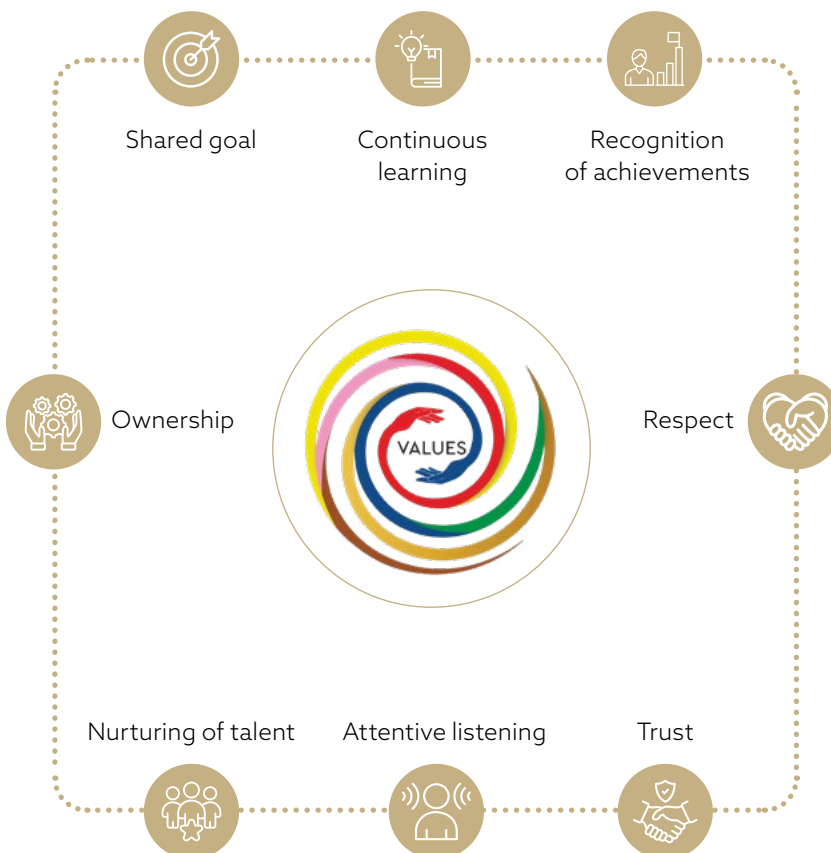 Shared goal
Continuous
learning
Recognition
of achievements
Ownership
VALUES
Respect
Nurturing of talent
Attentive listening
Trust